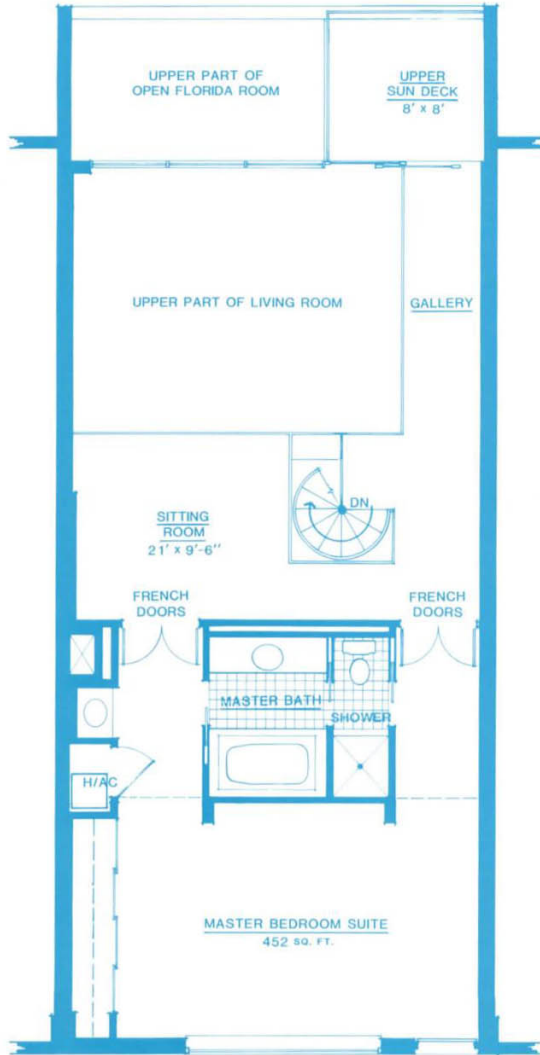 UPPER PART OF
OPEN FLORIDA ROOM
UPPER
SUN DECK
8' x 8'
UPPER PART OF LIVING ROOM
GALLERY
DN
SITTING
ROOM
21' x 9'-6"
FRENCH
DOORS
FRENCH
DOORS
MASTER BATH
SHOWER
H/AC
MASTER BEDROOM SUITE
452 SQ. FT.